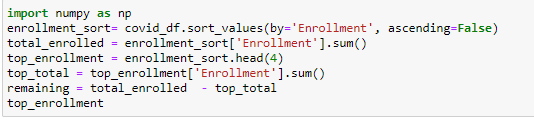 import numpy as np
enrollment_sort= covid_df.sort_values(by='Enrollment', ascending=False)
total_enrolled = enrollment_sort['Enrollment'].sum()
top_enrollment = enrollment_sort.head(4)
top_total = top_enrollment['Enrollment'].sum()
remaining = total_enrolled  - top_total
top_enrollment